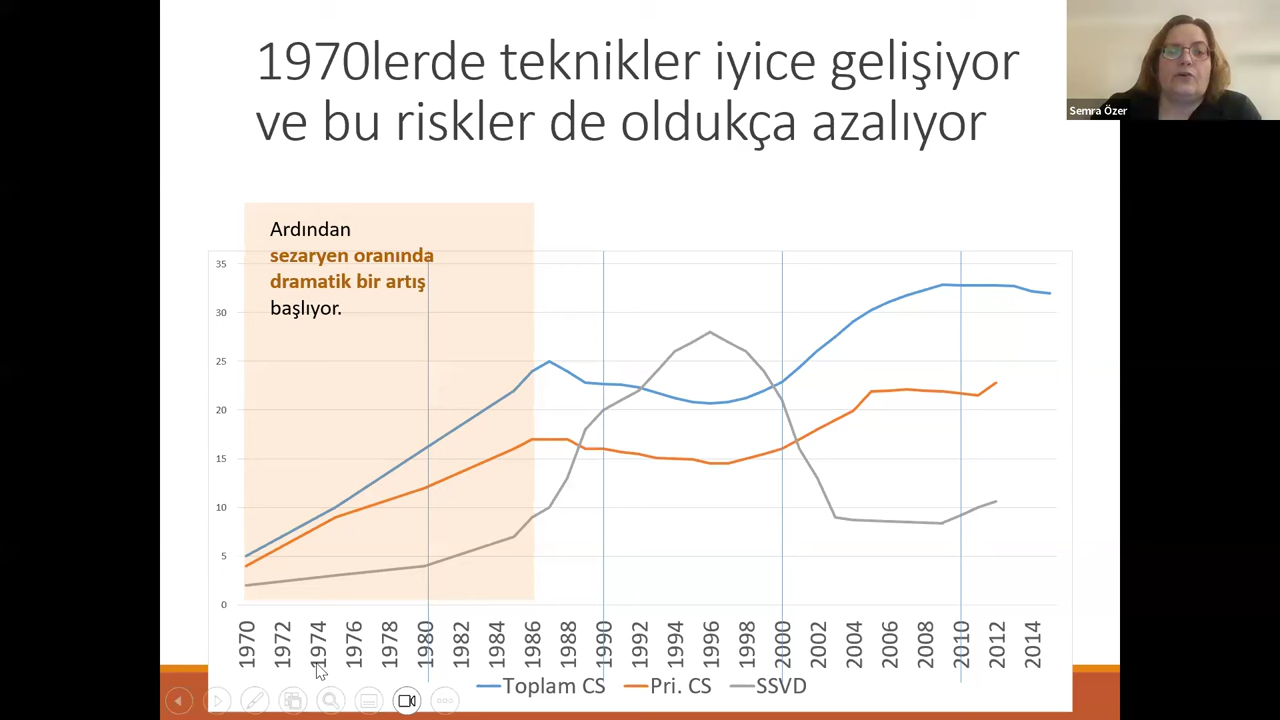 1970lerde teknikler iyice gelişiyor
ve bu riskler de oldukça azalıyor
Semra Özer
Ardından
sezaryen oranında
dramatik bir artış
başlıyor.
35
30
25
20
15
10
5
0
1970 1972 1974 1976 1978 1980 1982 1984 1986 1988 1990 1992 1994 1996 1998 2000 2002 2004 2006 2008 2010 2012 2014
Toplam CS Pri. CS SSVD